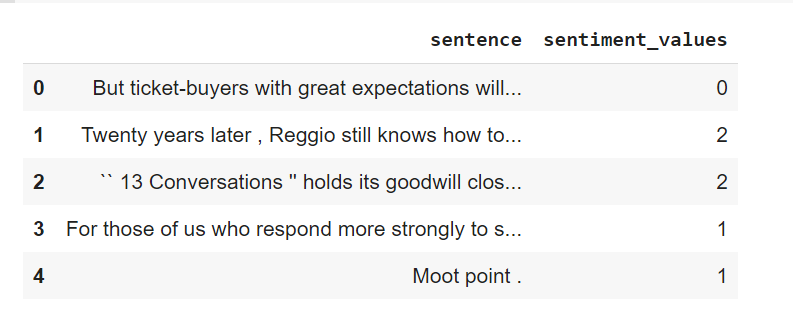 sentence sentiment_values
0 But ticket-buyers with great expectations will... 0
1 Twenty years later , Reggio still knows how to... 2
2 `` 13 Conversations '' holds its goodwill clos... 2
3 For those of us who respond more strongly to s... 1
4 Moot point . 1